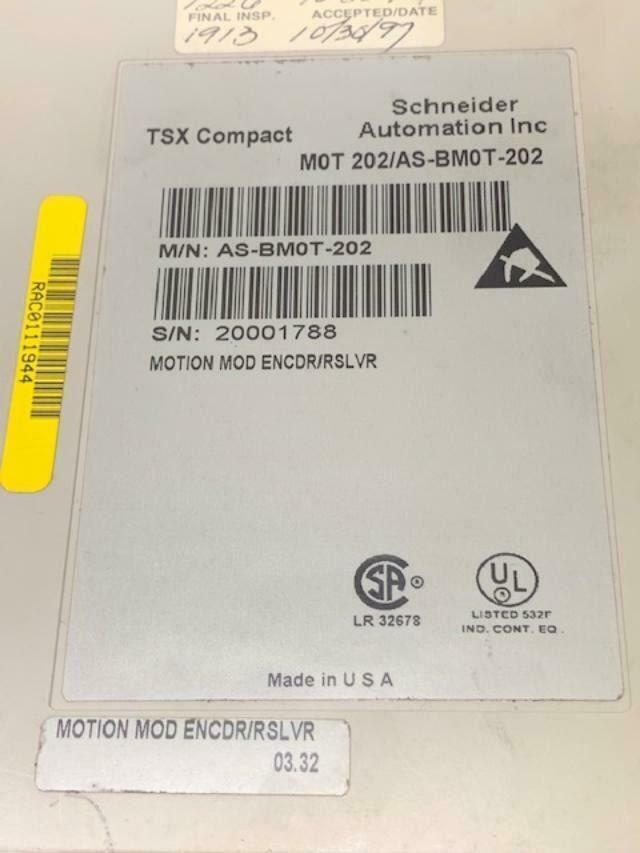 FINAL INSP. ACCEPTED/DATE
1913 10/30/97
Schneider
TSX Compact Automation Inc
M0T 202/AS-BM0T-202
M/N: AS-BM0T-202
S/N: 20001788
MOTION MOD ENCDR/RSLVR
RAC0111944
SA
LR 32678
UL
LISTED 532F
IND. CONT. EQ.
Made in U S A
MOTION MOD ENCDR/RSLVR
03.32